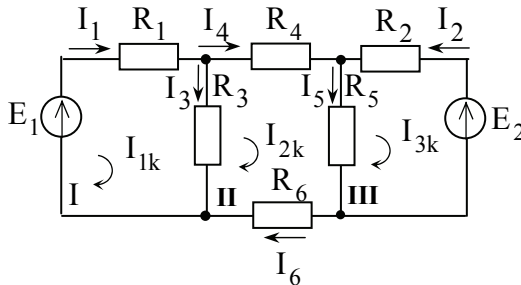 I1 R1 I4 R4 R2 I2
I3 R3 I5 R5
E1 I1k I2k I3k E2
I II R6 III
I6